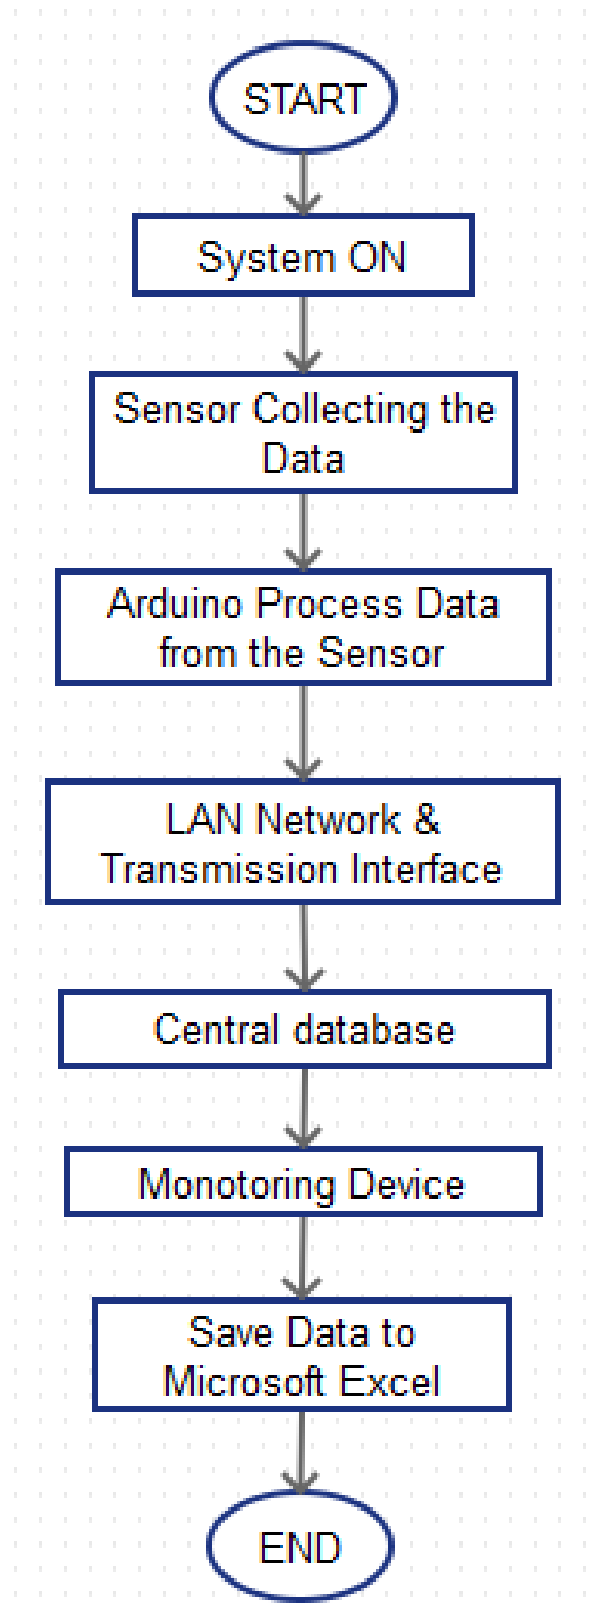 START
System ON
Sensor Collecting the
Data
Arduino Process Data
from the Sensor
LAN Network &
Transmission Interface
Central database
Monotoring Device
Save Data to
Microsoft Excel
END